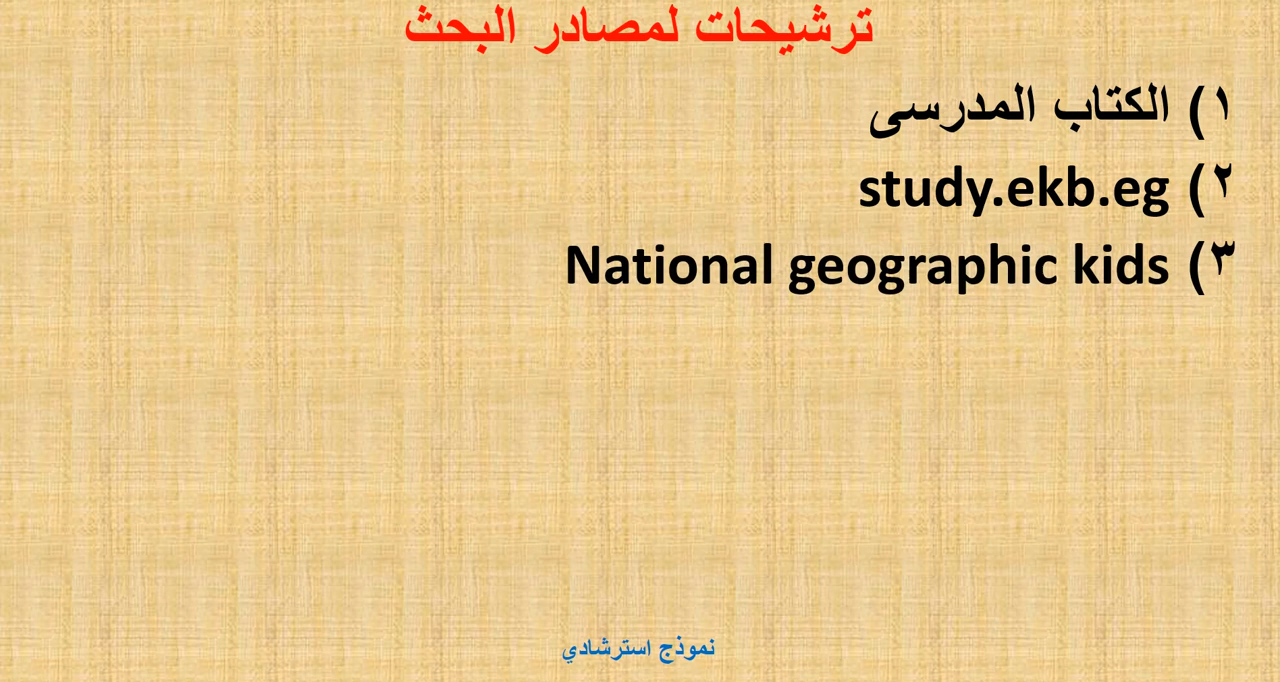 ترشيحات لمصادر البحث
١) الكتاب المدرسى
٢) study.ekb.eg
٣) National geographic kids
نموذج استرشادي